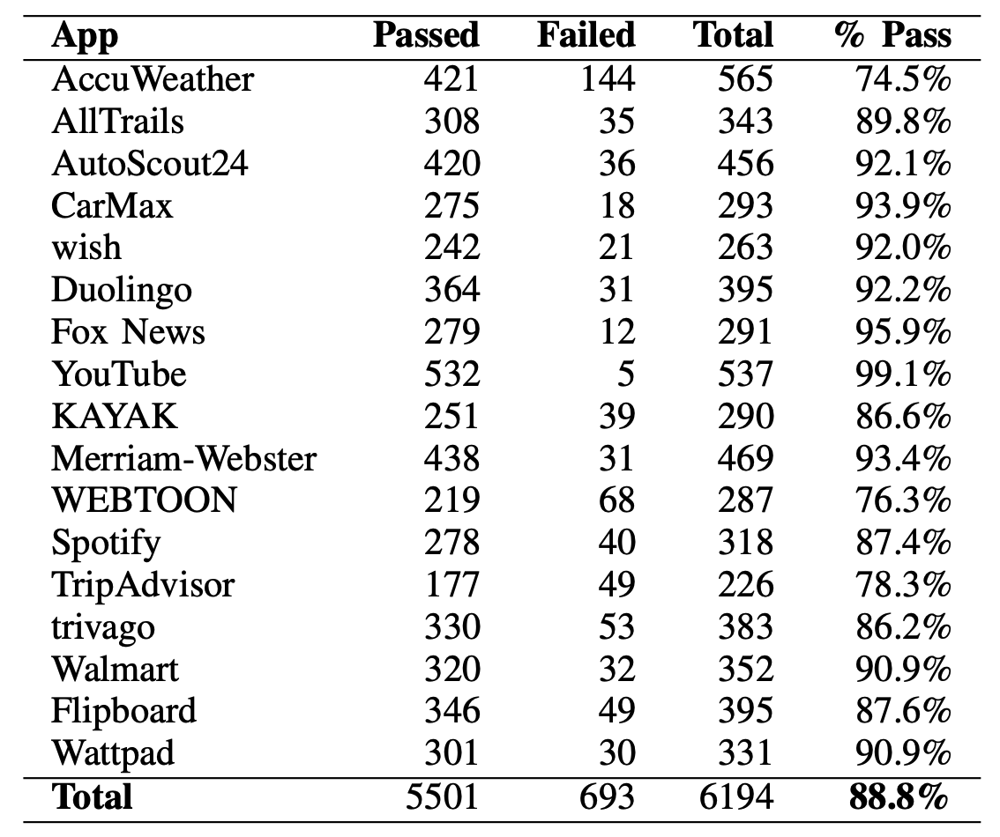 App Passed Failed Total % Pass
AccuWeather 421 144 565 74.5%
AllTrails 308 35 343 89.8%
AutoScout24 420 36 456 92.1%
CarMax 275 18 293 93.9%
wish 242 21 263 92.0%
Duolingo 364 31 395 92.2%
Fox News 279 12 291 95.9%
YouTube 532 5 537 99.1%
KAYAK 251 39 290 86.6%
Merriam-Webster 438 31 469 93.4%
WEBTOON 219 68 287 76.3%
Spotify 278 40 318 87.4%
TripAdvisor 177 49 226 78.3%
trivago 330 53 383 86.2%
Walmart 320 32 352 90.9%
Flipboard 346 49 395 87.6%
Wattpad 301 30 331 90.9%
Total 5501 693 6194 88.8%